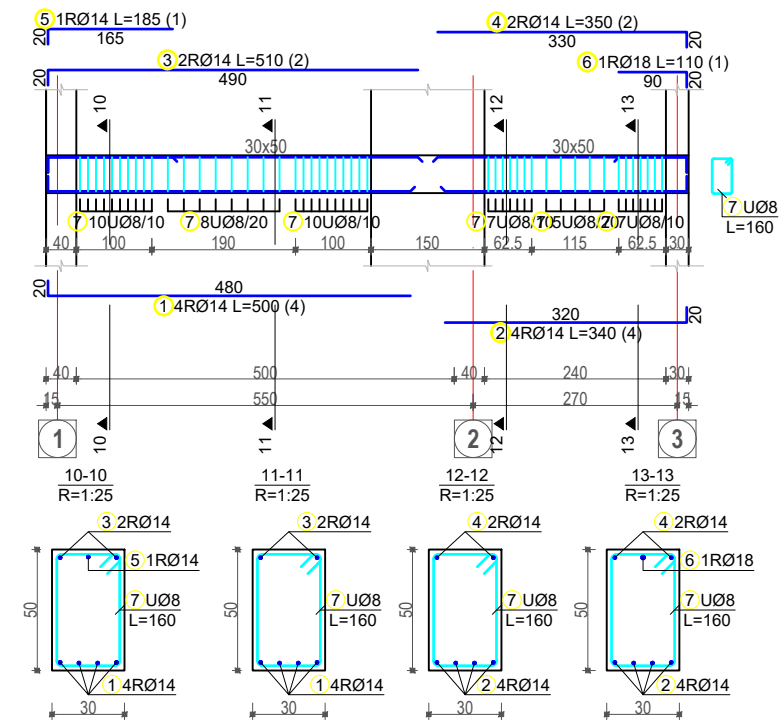 5 1RØ14 L=185 (1)
4 2RØ14 L=350 (2)
20 165
330 20
3 2RØ14 L=510 (2)
6 1RØ18 L=110 (1)
20 490
90 20
10 11 12 13
30x50 30x50
7 10UØ8/10 7 8UØ8/20 7 10UØ8/10 7 7UØ8/10 7 5UØ8/20 7 7UØ8/10
7 UØ8
L=160
40 100 190 100 150 62.5 115 62.5 30
20 480
1 4RØ14 L=500 (4)
320 20
2 4RØ14 L=340 (4)
40 500 40 240 30
15 550 270 15
1 10 11 2 12 13 3
10-10 11-11 12-12 13-13
R=1:25 R=1:25 R=1:25 R=1:25
3 2RØ14 3 2RØ14 4 2RØ14 4 2RØ14
5 1RØ14 6 1RØ18
7 UØ8 7 UØ8 7 UØ8 7 UØ8
L=160 L=160 L=160 L=160
50 50 50 50
1 4RØ14 1 4RØ14 2 4RØ14 2 4RØ14
30 30 30 30